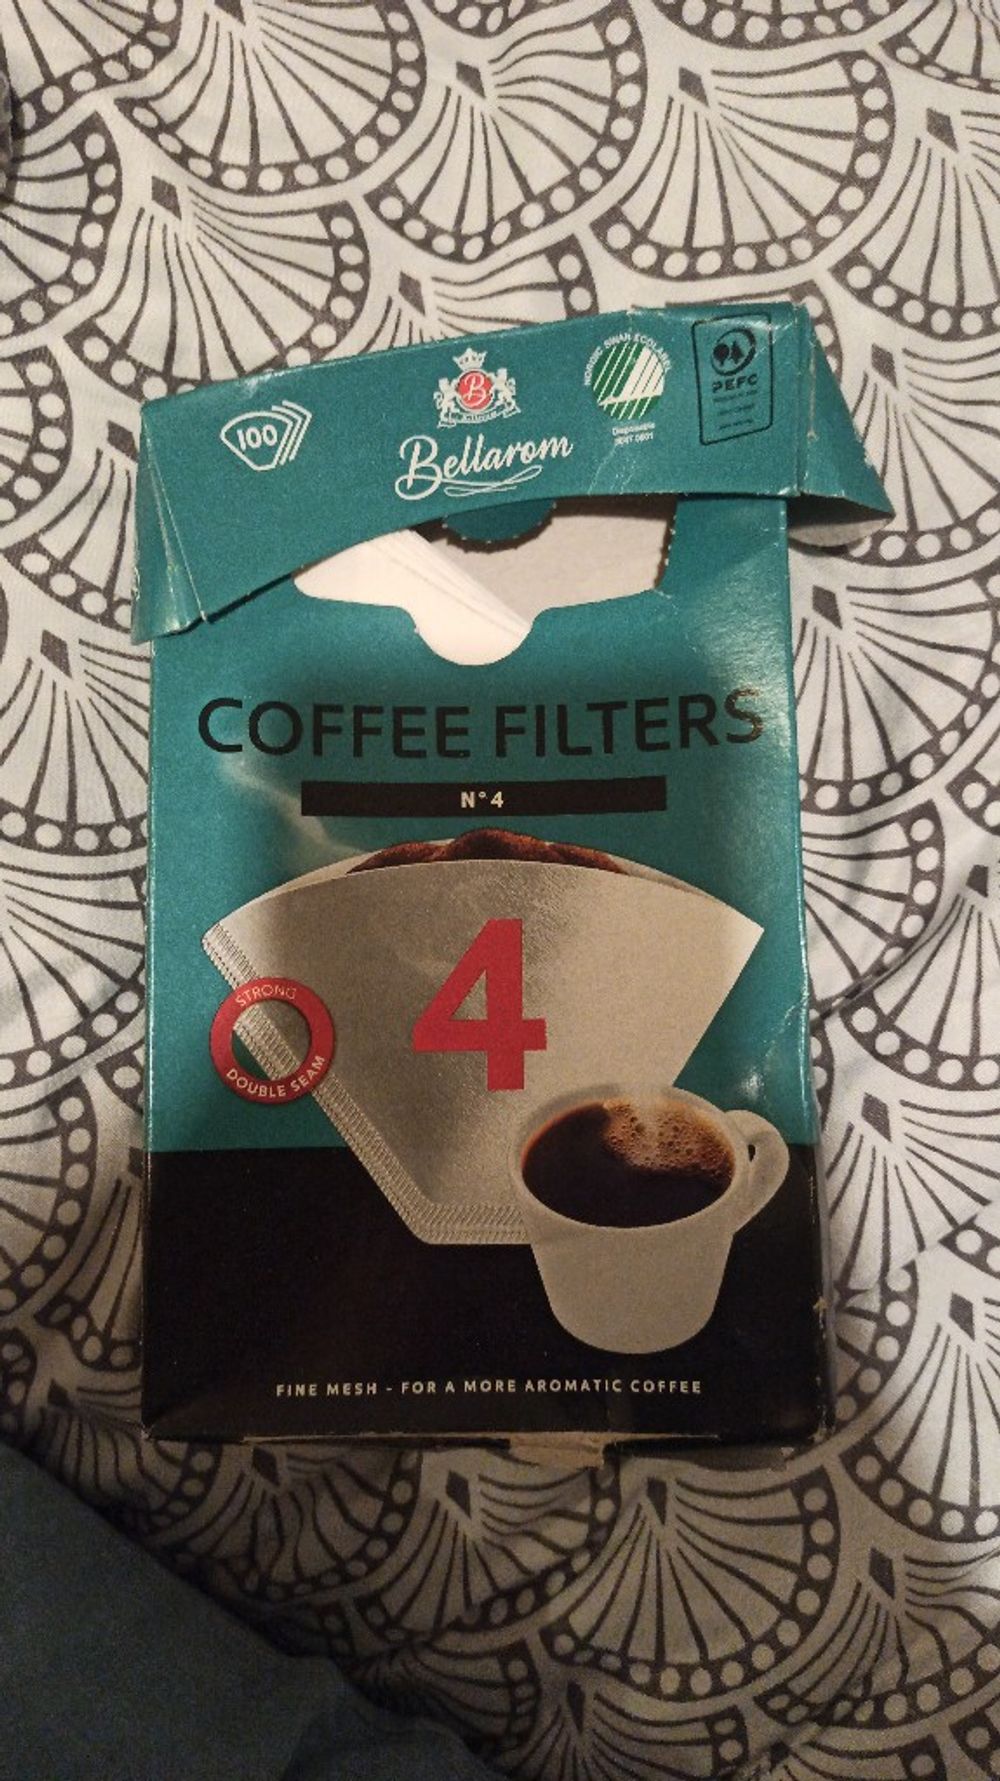 100
B
Bellarom
NORDIC SWAN ECOLABEL
Disposable
PEFC
COFFEE FILTERS
N° 4
4
STRONG
DOUBLE SEAM
FINE MESH - FOR A MORE AROMATIC COFFEE